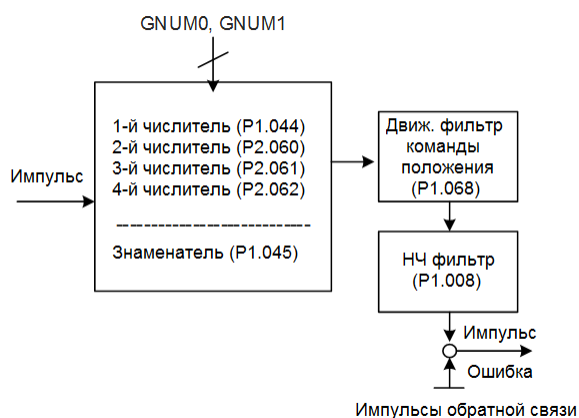 GNUM0, GNUM1
1-й числитель (P1.044)
2-й числитель (P2.060)
3-й числитель (P2.061)
4-й числитель (P2.062)
Знаменатель (P1.045)
Импульс
Движ. фильтр
команды
положения
(P1.068)
НЧ фильтр
(P1.008)
Импульс
Ошибка
Импульсы обратной связи